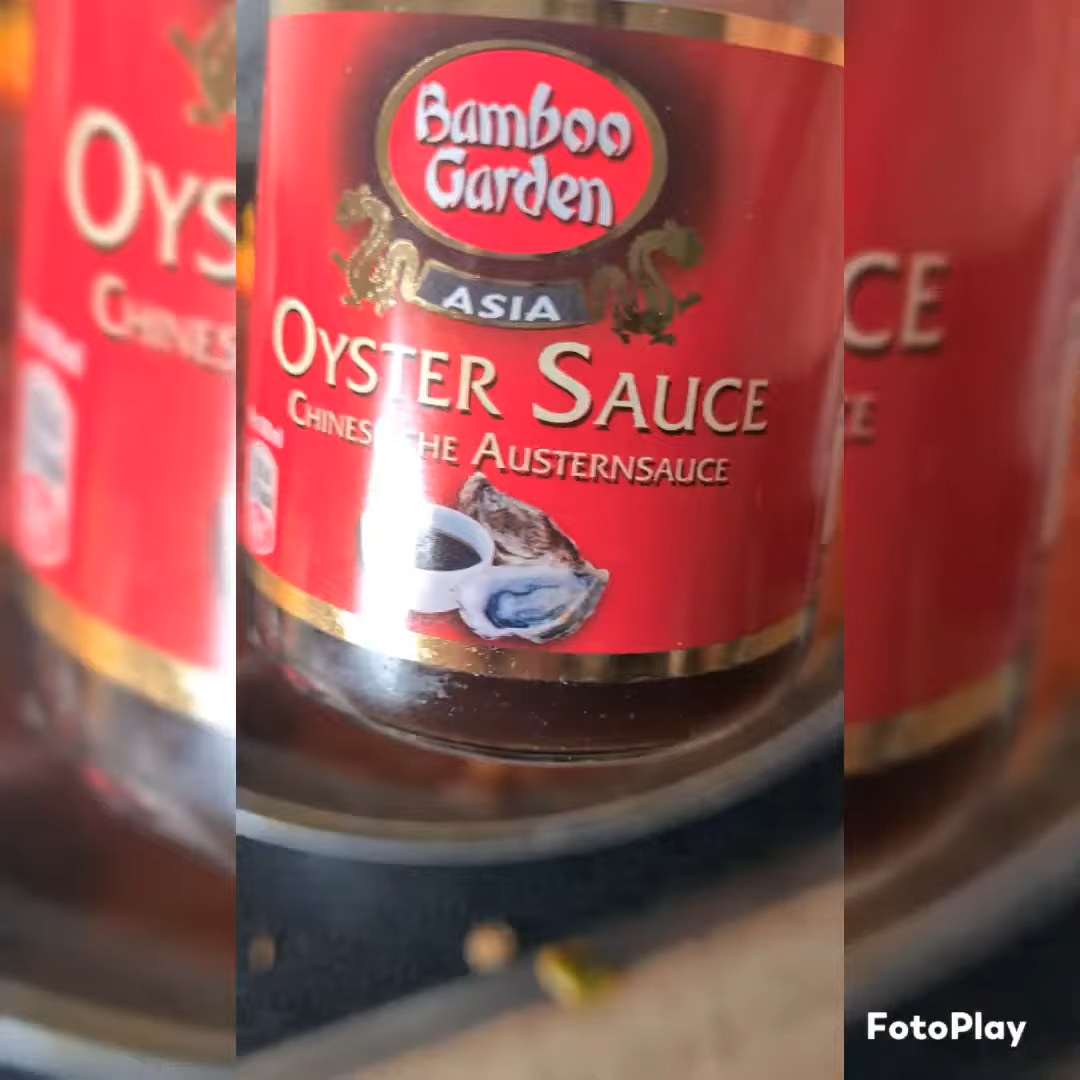 Bamboo
Garden
ASIA
OYSTER SAUCE
CHINESISCHE AUSTERNSAUCE
FotoPlay